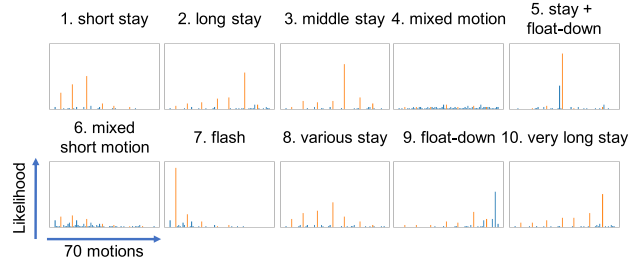 1. short stay
2. long stay
3. middle stay
4. mixed motion
5. stay +
float-down
6. mixed
short motion
7. flash
8. various stay
9. float-down
10. very long stay
Likelihood
70 motions